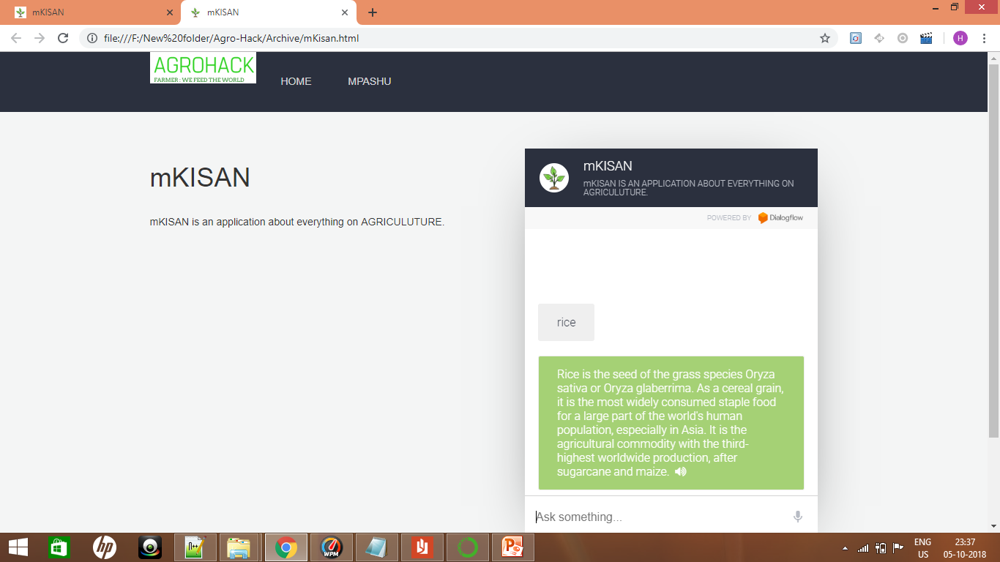 mKISAN
mKISAN
file:///F:/New%20folder/Agro-Hack/Archive/mKisan.html
H
AGROHACK
FARMER : WE FEED THE WORLD
HOME
MPASHU
mKISAN
mKISAN is an application about everything on AGRICULUTURE.
mKISAN
mKISAN IS AN APPLICATION ABOUT EVERYTHING ON
AGRICULUTURE.
POWERED BY Dialogflow
rice
Rice is the seed of the grass species Oryza
sativa or Oryza glaberrima. As a cereal grain,
it is the most widely consumed staple food
for a large part of the world's human
population, especially in Asia. It is the
agricultural commodity with the third-
highest worldwide production, after
sugarcane and maize.
Ask something...
hp
WPM
ENG
US
23:37
05-10-2018